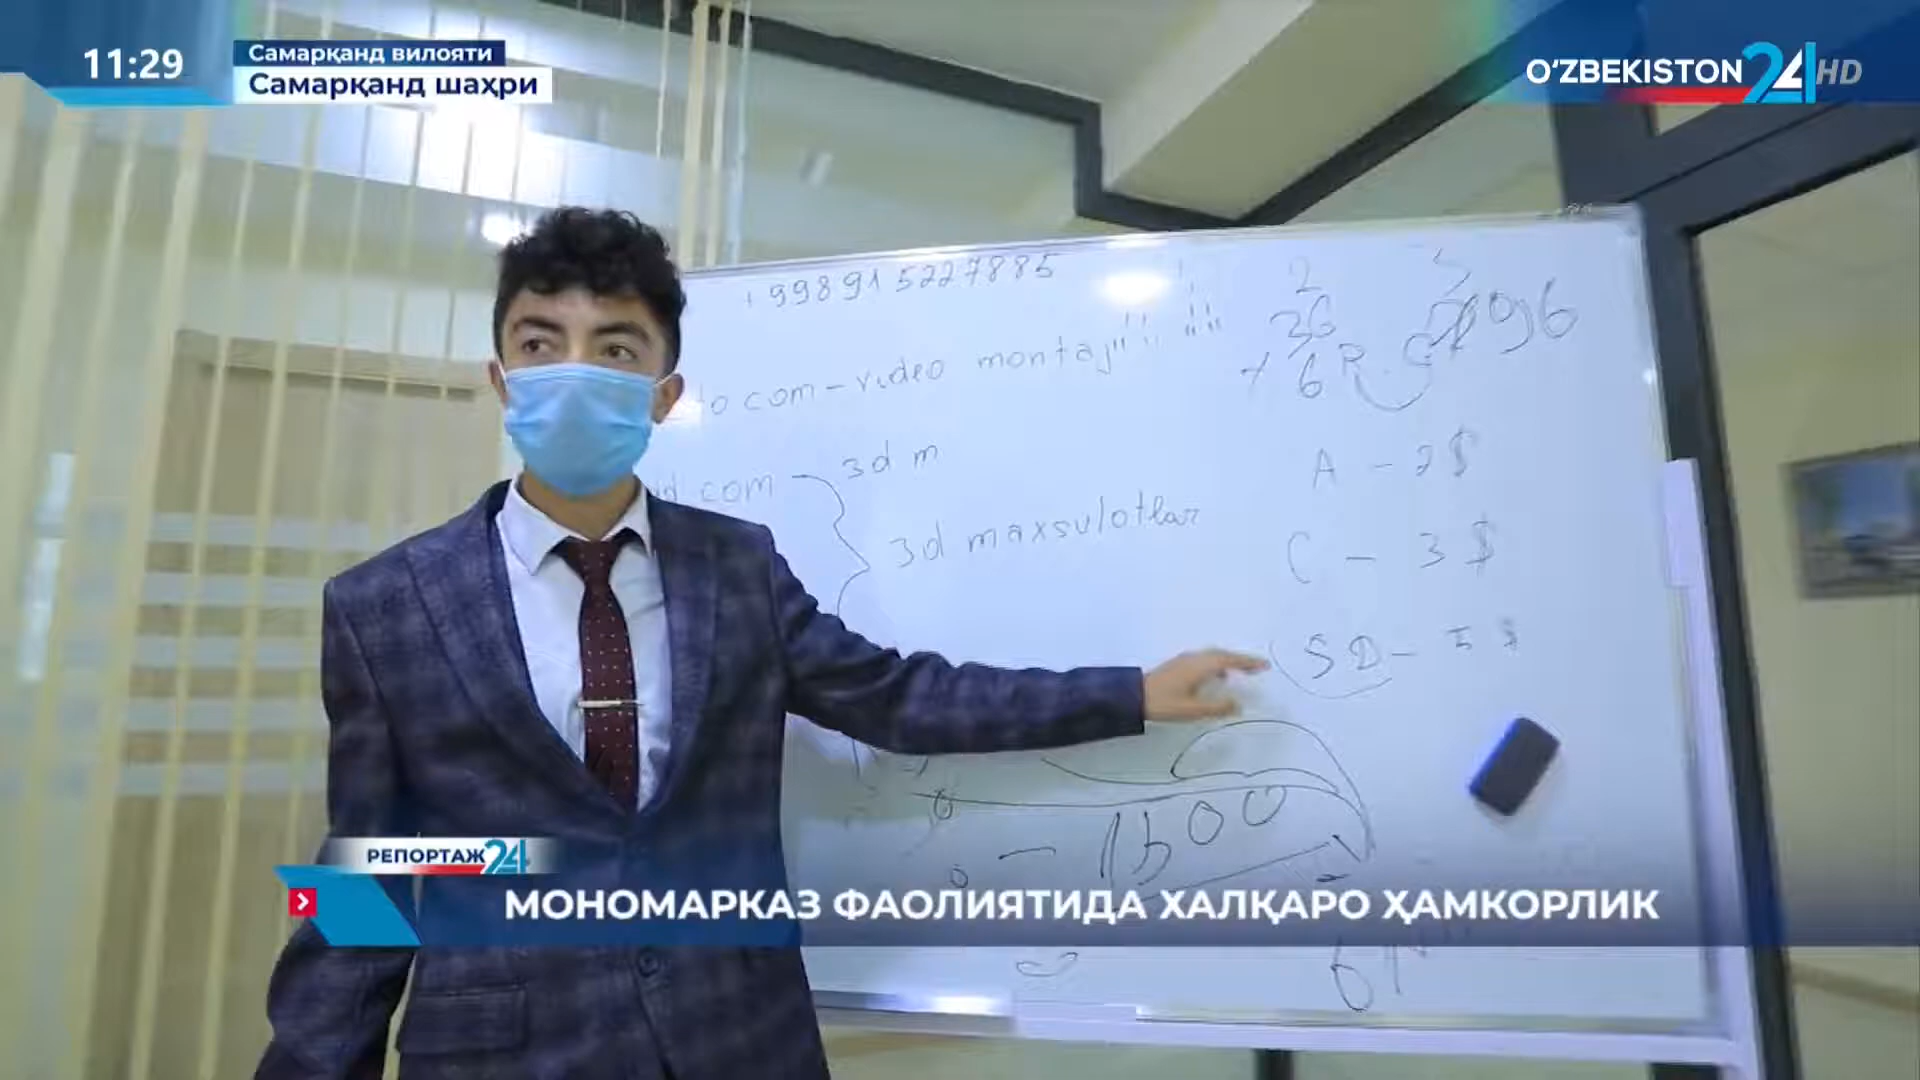 11:29
Самарқанд вилояти
Самарқанд шаҳри
O‘ZBEKISTON 24 HD
+998915227885
com - video montaj
com
3d m
3d maxsulotlar
A - 2$
C - 3$
SD - 5$
1500
РЕПОРТАЖ 24
МОНОМАРКАЗ ФАОЛИЯТИДА ХАЛҚАРО ҲАМКОРЛИК